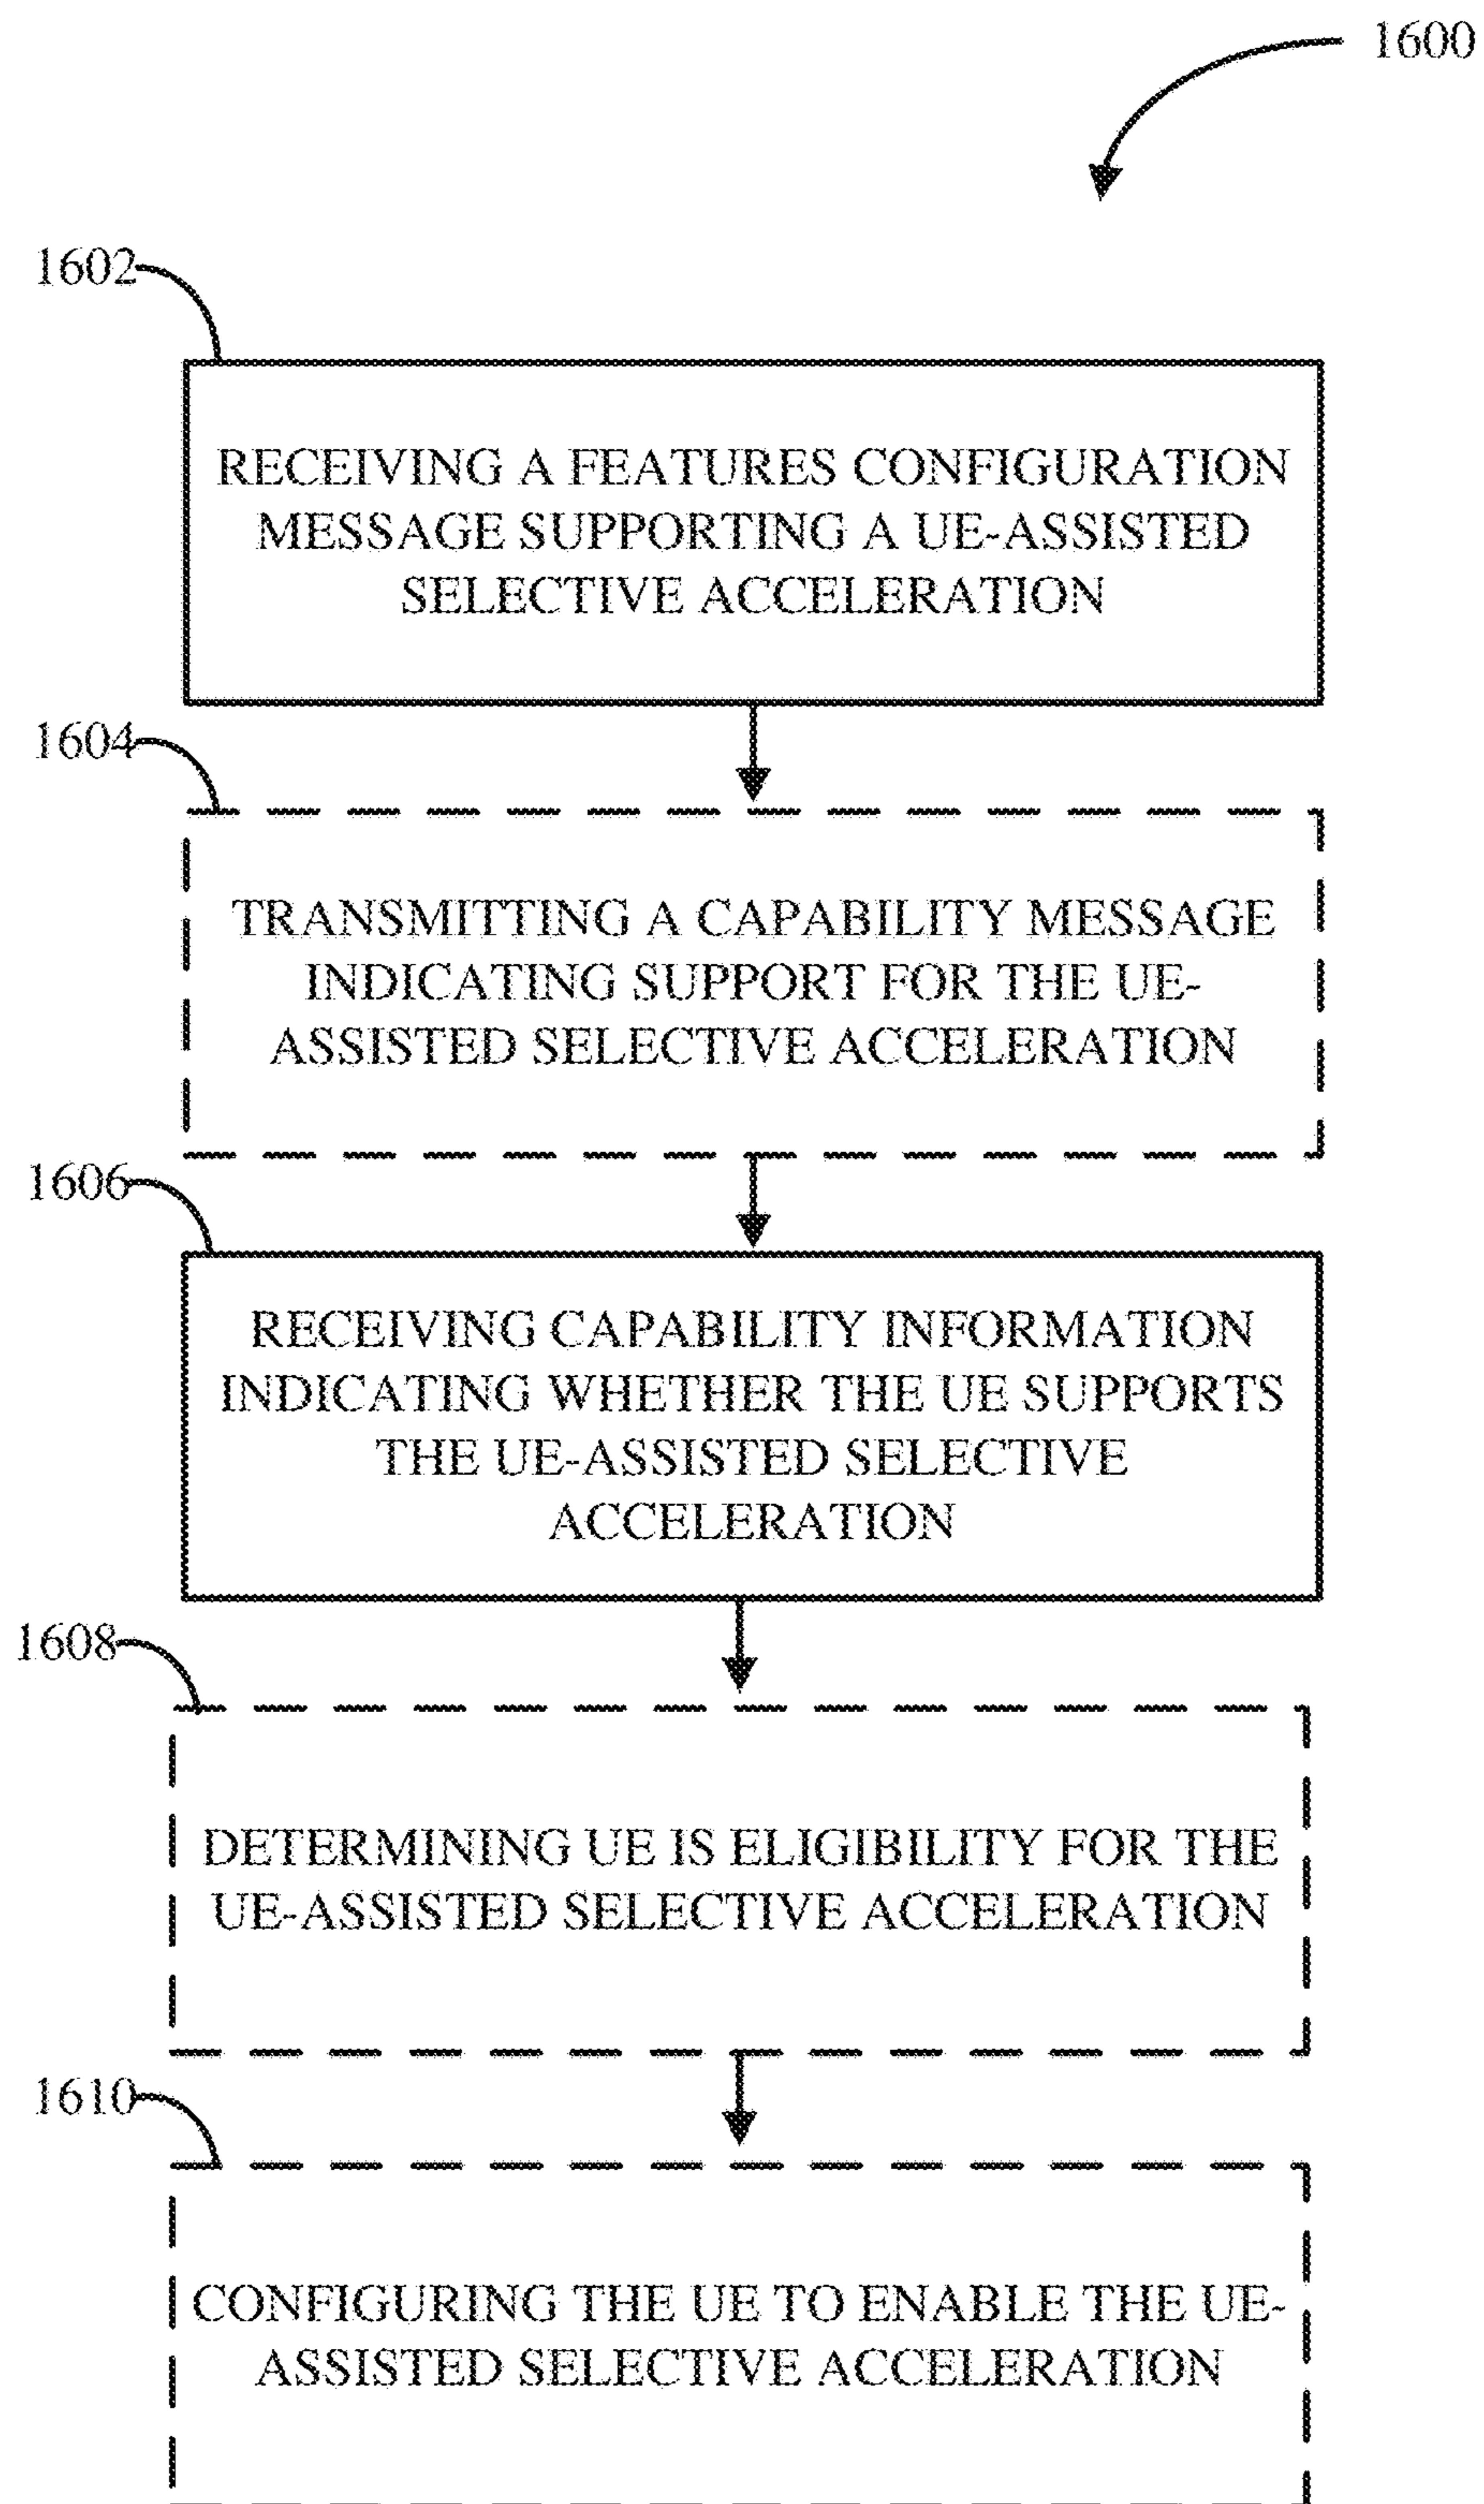 1600
1602
RECEIVING A FEATURES CONFIGURATION
MESSAGE SUPPORTING A UE-ASSISTED
SELECTIVE ACCELERATION
1604
TRANSMITTING A CAPABILITY MESSAGE
INDICATING SUPPORT FOR THE UE-
ASSISTED SELECTIVE ACCELERATION
1606
RECEIVING CAPABILITY INFORMATION
INDICATING WHETHER THE UE SUPPORTS
THE UE-ASSISTED SELECTIVE
ACCELERATION
1608
DETERMINING UE IS ELIGIBILITY FOR THE
UE-ASSISTED SELECTIVE ACCELERATION
1610
CONFIGURING THE UE TO ENABLE THE UE-
ASSISTED SELECTIVE ACCELERATION